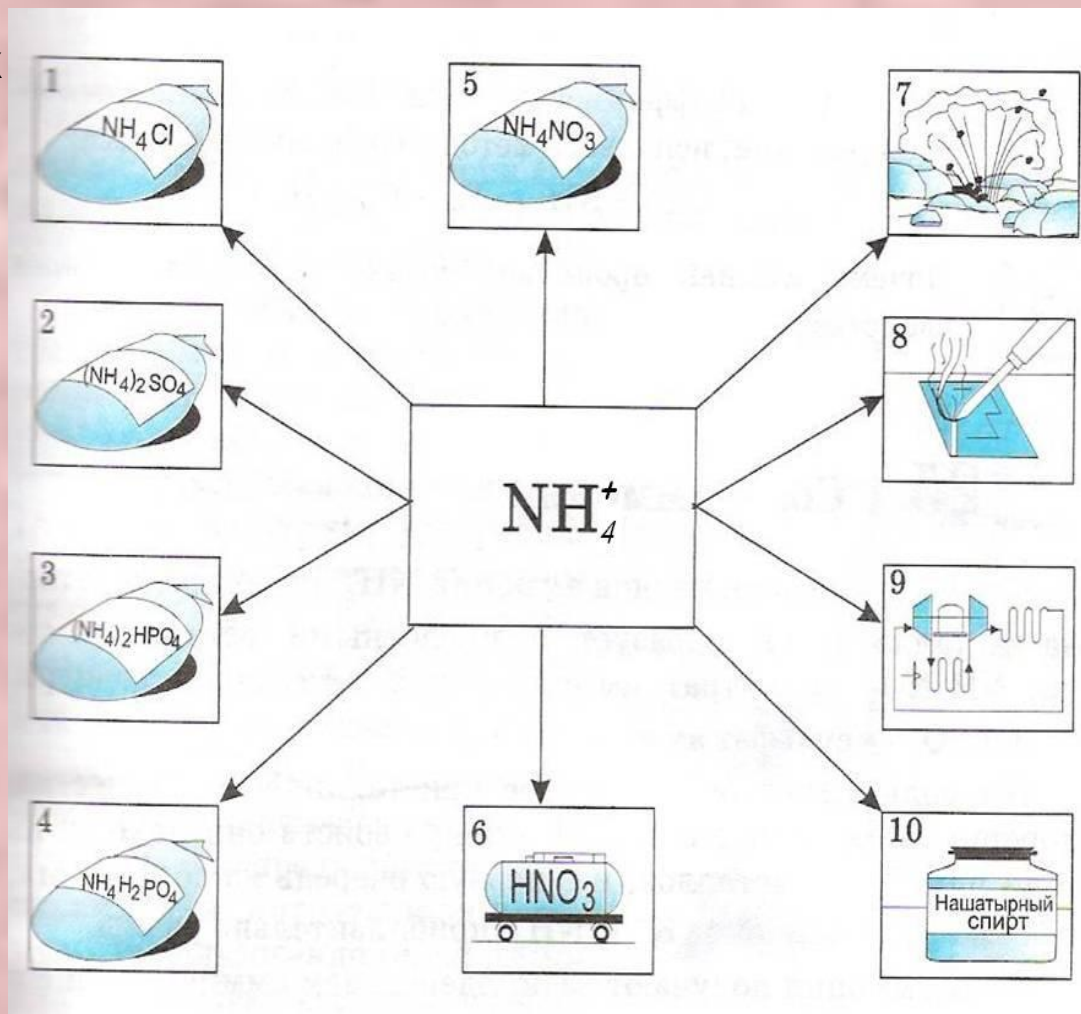 1
NH₄Cl
5
NH₄NO₃
7
2
(NH₄)₂SO₄
8
NH₄⁺
3
(NH₄)₂HPO₄
9
4
NH₄H₂PO₄
6
HNO₃
10
Нашатырный
спирт